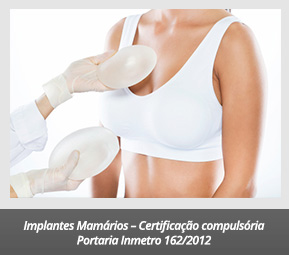 Implantes Mamários – Certificação compulsória
Portaria Inmetro 162/2012